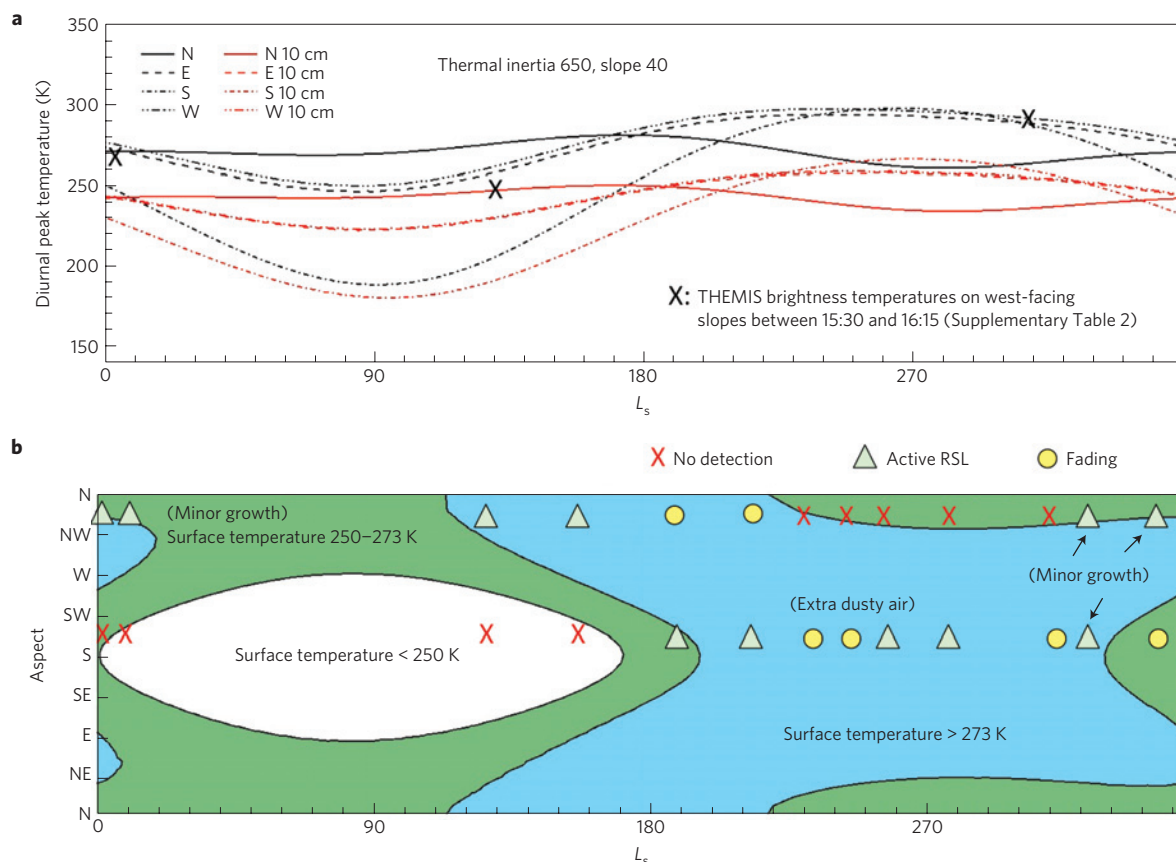 a
350
300
250
200
150
140
Diurnal peak temperature (K)
N
E
S
W
N 10 cm
E 10 cm
S 10 cm
W 10 cm
Thermal inertia 650, slope 40
X: THEMIS brightness temperatures on west-facing
slopes between 15:30 and 16:15 (Supplementary Table 2)
0
90
180
270
Ls
b
No detection
Active RSL
Fading
N
NW
W
SW
S
SE
E
NE
N
Aspect
(Minor growth)
Surface temperature 250–273 K
(Minor growth)
(Extra dusty air)
Surface temperature < 250 K
Surface temperature > 273 K
0
90
180
270
Ls